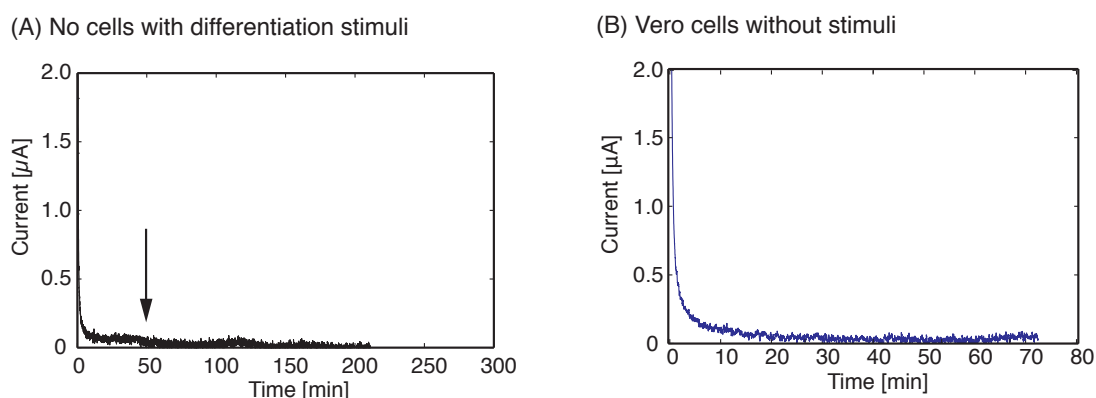 (A) No cells with differentiation stimuli
2.0
1.5
1.0
0.5
0
Current [µA]
0 50 100 150 200 250 300
Time [min]
(B) Vero cells without stimuli
2.0
1.5
1.0
0.5
0
Current [µA]
0 10 20 30 40 50 60 70 80
Time [min]